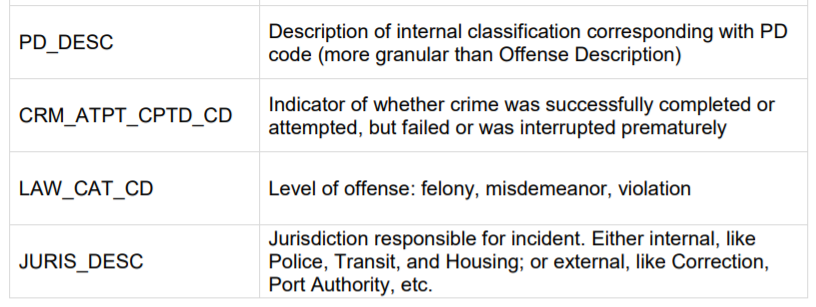 PD_DESC
Description of internal classification corresponding with PD
code (more granular than Offense Description)
CRM_ATPT_CPTD_CD
Indicator of whether crime was successfully completed or
attempted, but failed or was interrupted prematurely
LAW_CAT_CD
Level of offense: felony, misdemeanor, violation
JURIS_DESC
Jurisdiction responsible for incident. Either internal, like
Police, Transit, and Housing; or external, like Correction,
Port Authority, etc.